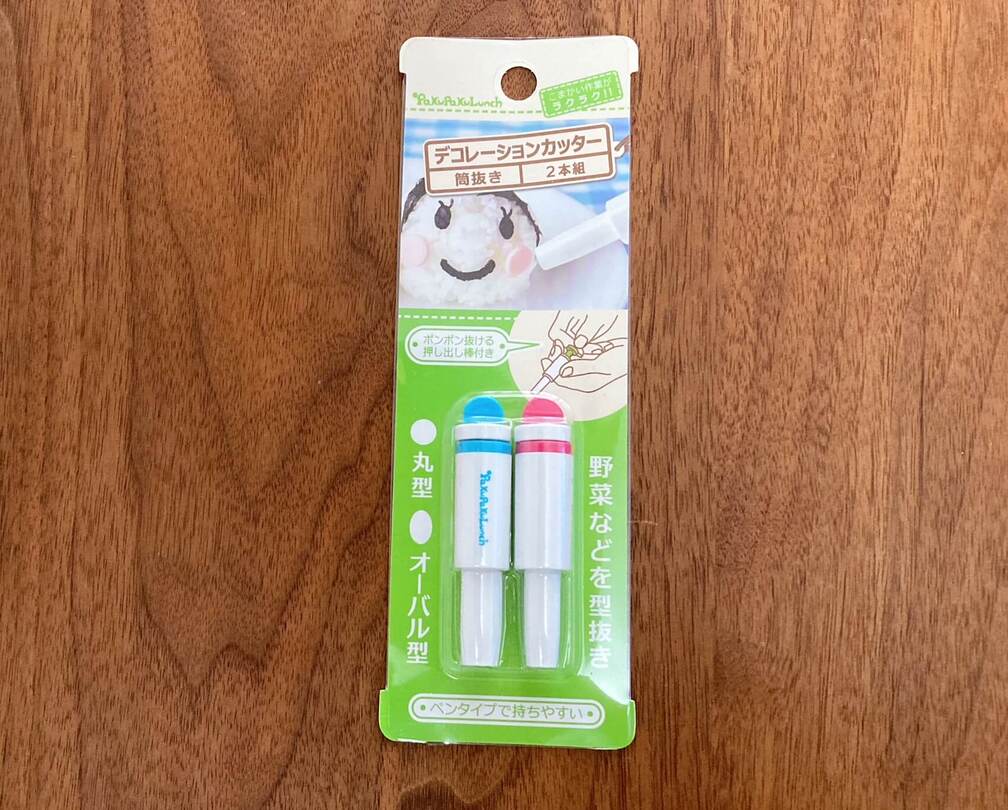 PaKuPaKuLunch
こまかい作業が
ラクラク!!
デコレーションカッター
筒抜き
2本組
ポンポン抜ける
押し出し棒付き
丸型
オーバル型
PaKuPaKuLunch
野菜などを型抜き
ペンタイプで持ちやすい